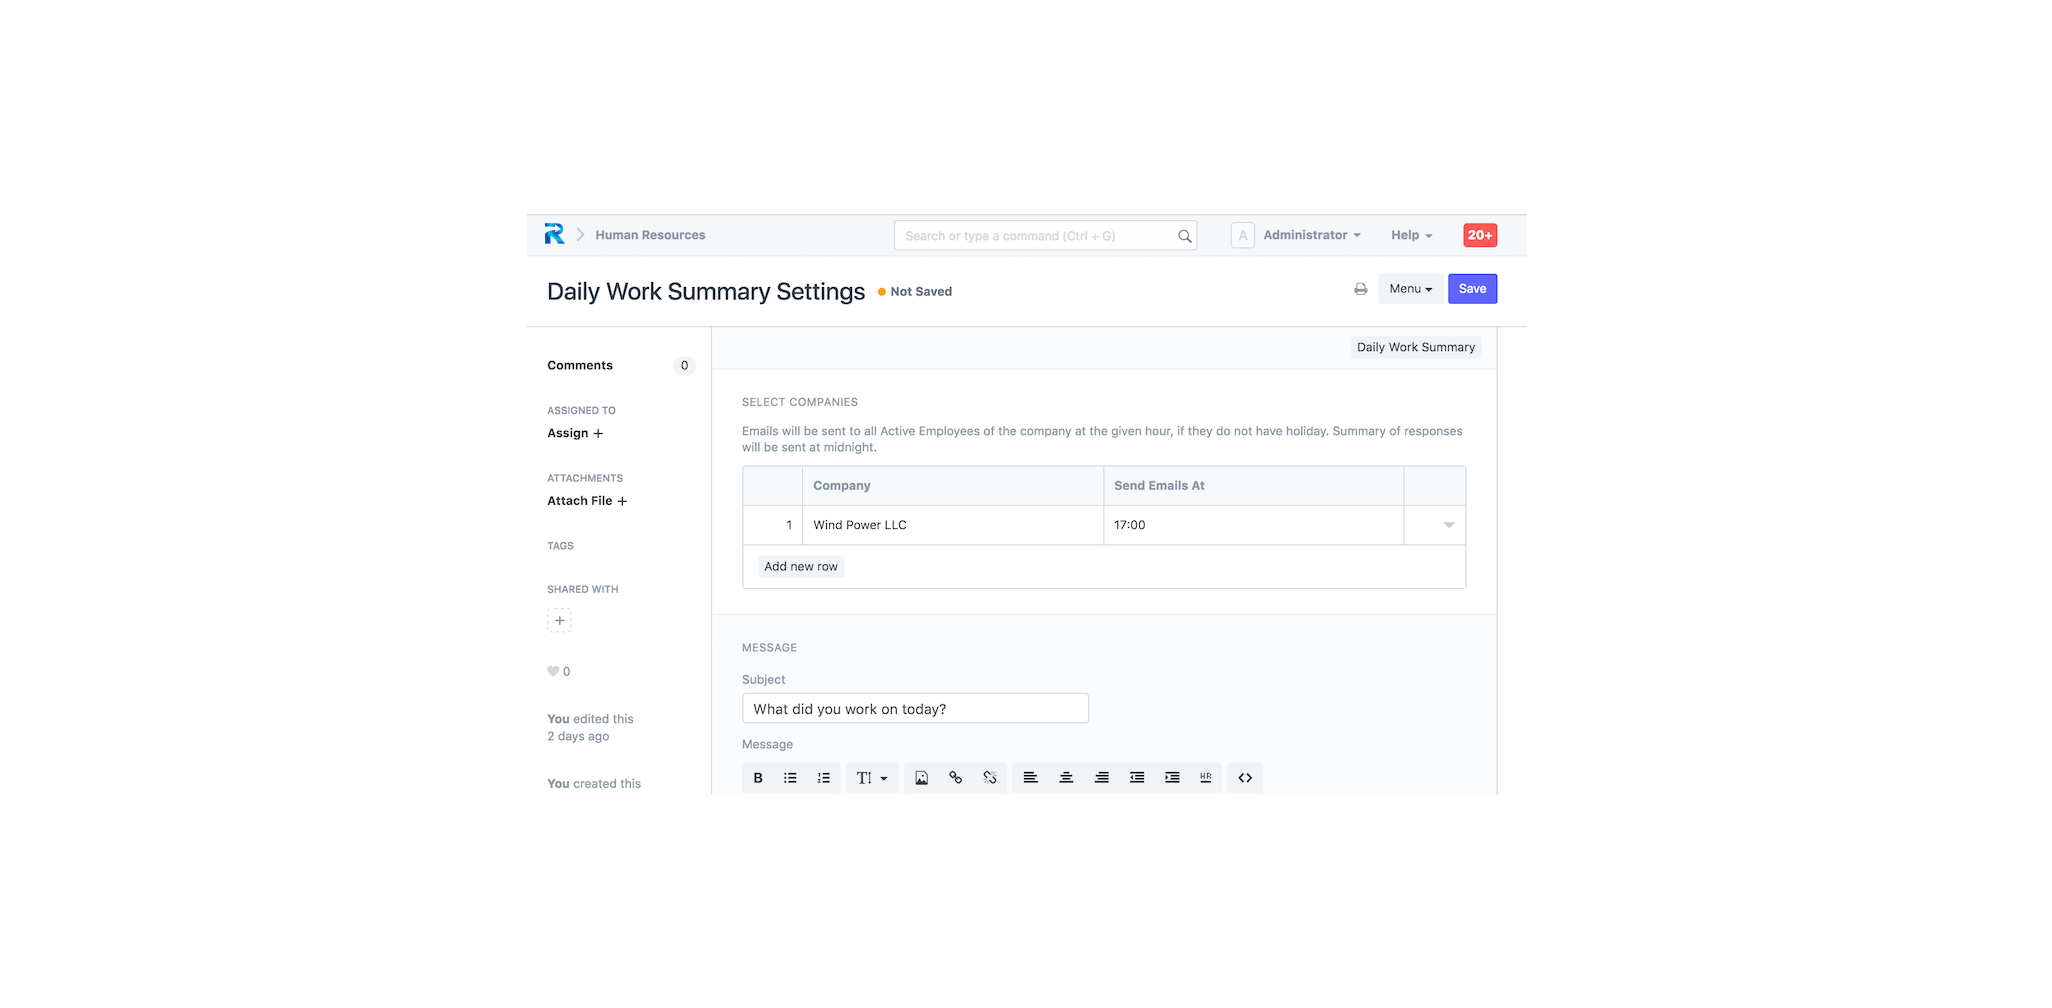 Human Resources
Search or type a command (Ctrl + G)
A
Administrator
Help
20+
Daily Work Summary Settings
Not Saved
Menu
Save
Comments
0
ASSIGNED TO
Assign +
ATTACHMENTS
Attach File +
TAGS
SHARED WITH
+
0
You edited this
2 days ago
You created this
Daily Work Summary
SELECT COMPANIES
Emails will be sent to all Active Employees of the company at the given hour, if they do not have holiday. Summary of responses
will be sent at midnight.
Company
Send Emails At
1
Wind Power LLC
17:00
Add new row
MESSAGE
Subject
What did you work on today?
Message
B
HR